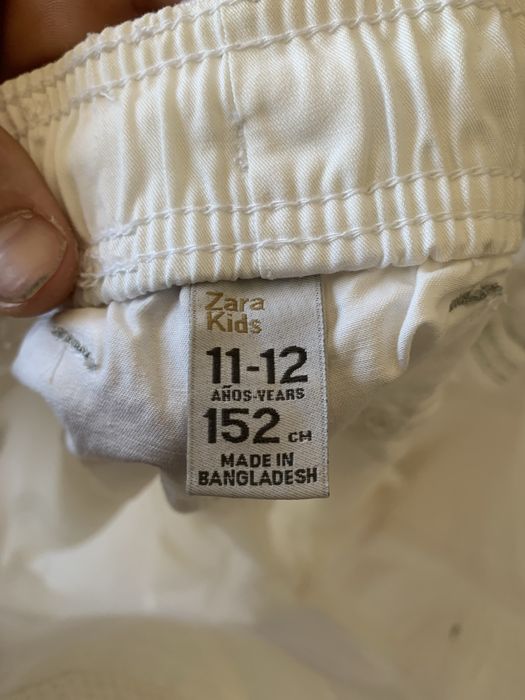 Zara
Kids
11-12
AÑOS-YEARS
152 CM
MADE IN
BANGLADESH